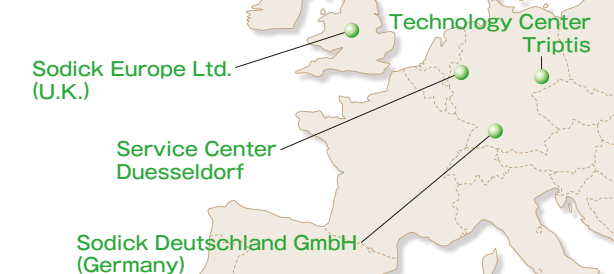 Technology Center
Triptis
Sodick Europe Ltd.
(U.K.)
Service Center
Duesseldorf
Sodick Deutschland GmbH
(Germany)